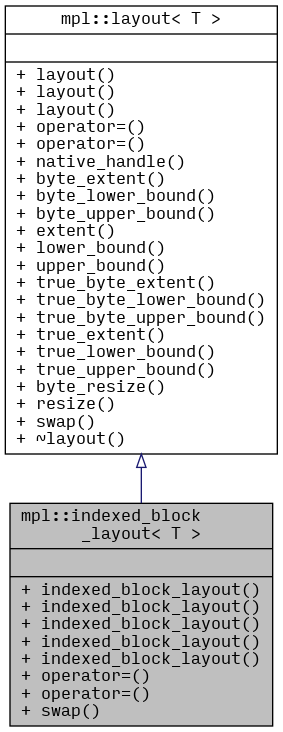 mpl::layout< T >
+ layout()
+ layout()
+ layout()
+ operator=()
+ operator=()
+ native_handle()
+ byte_extent()
+ byte_lower_bound()
+ byte_upper_bound()
+ extent()
+ lower_bound()
+ upper_bound()
+ true_byte_extent()
+ true_byte_lower_bound()
+ true_byte_upper_bound()
+ true_extent()
+ true_lower_bound()
+ true_upper_bound()
+ byte_resize()
+ resize()
+ swap()
+ ~layout()
mpl::indexed_block
_layout< T >
+ indexed_block_layout()
+ indexed_block_layout()
+ indexed_block_layout()
+ indexed_block_layout()
+ indexed_block_layout()
+ operator=()
+ operator=()
+ swap()